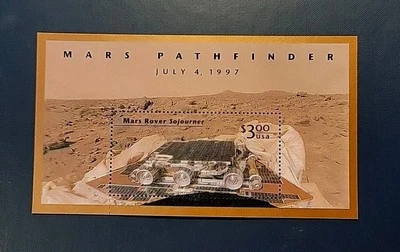 MARS PATHFINDER
JULY 4, 1997
Mars Rover Sojourner
$3.00
USA